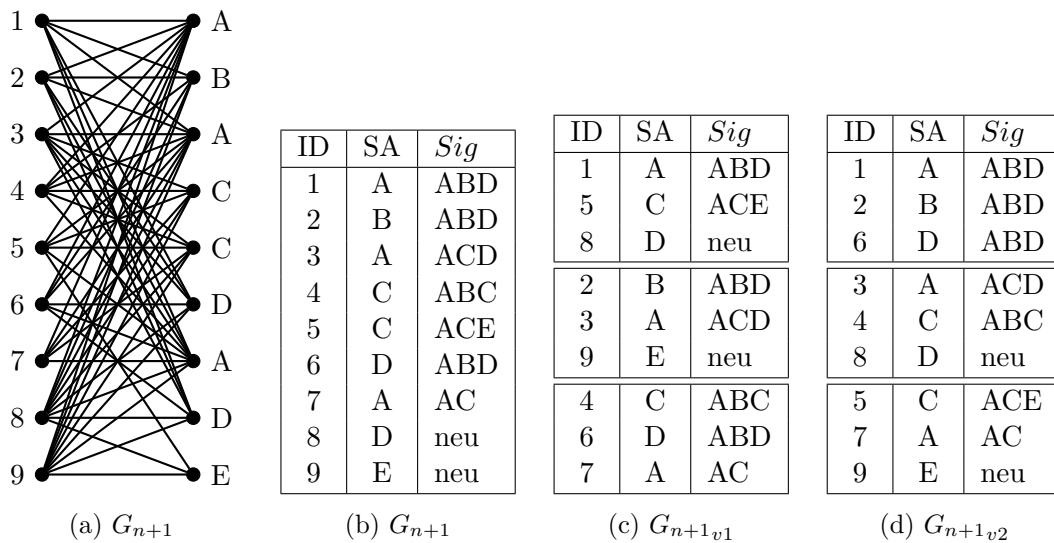 1 A
2 B
3 A
4 C
5 C
6 D
7 A
8 D
9 E
(a) G_{n+1}
ID SA Sig
1 A ABD
2 B ABD
3 A ACD
4 C ABC
5 C ACE
6 D ABD
7 A AC
8 D neu
9 E neu
(b) G_{n+1}
ID SA Sig
1 A ABD
5 C ACE
8 D neu
2 B ABD
3 A ACD
9 E neu
4 C ABC
6 D ABD
7 A AC
(c) G_{n+1_{v1}}
ID SA Sig
1 A ABD
2 B ABD
6 D ABD
3 A ACD
4 C ABC
8 D neu
5 C ACE
7 A AC
9 E neu
(d) G_{n+1_{v2}}